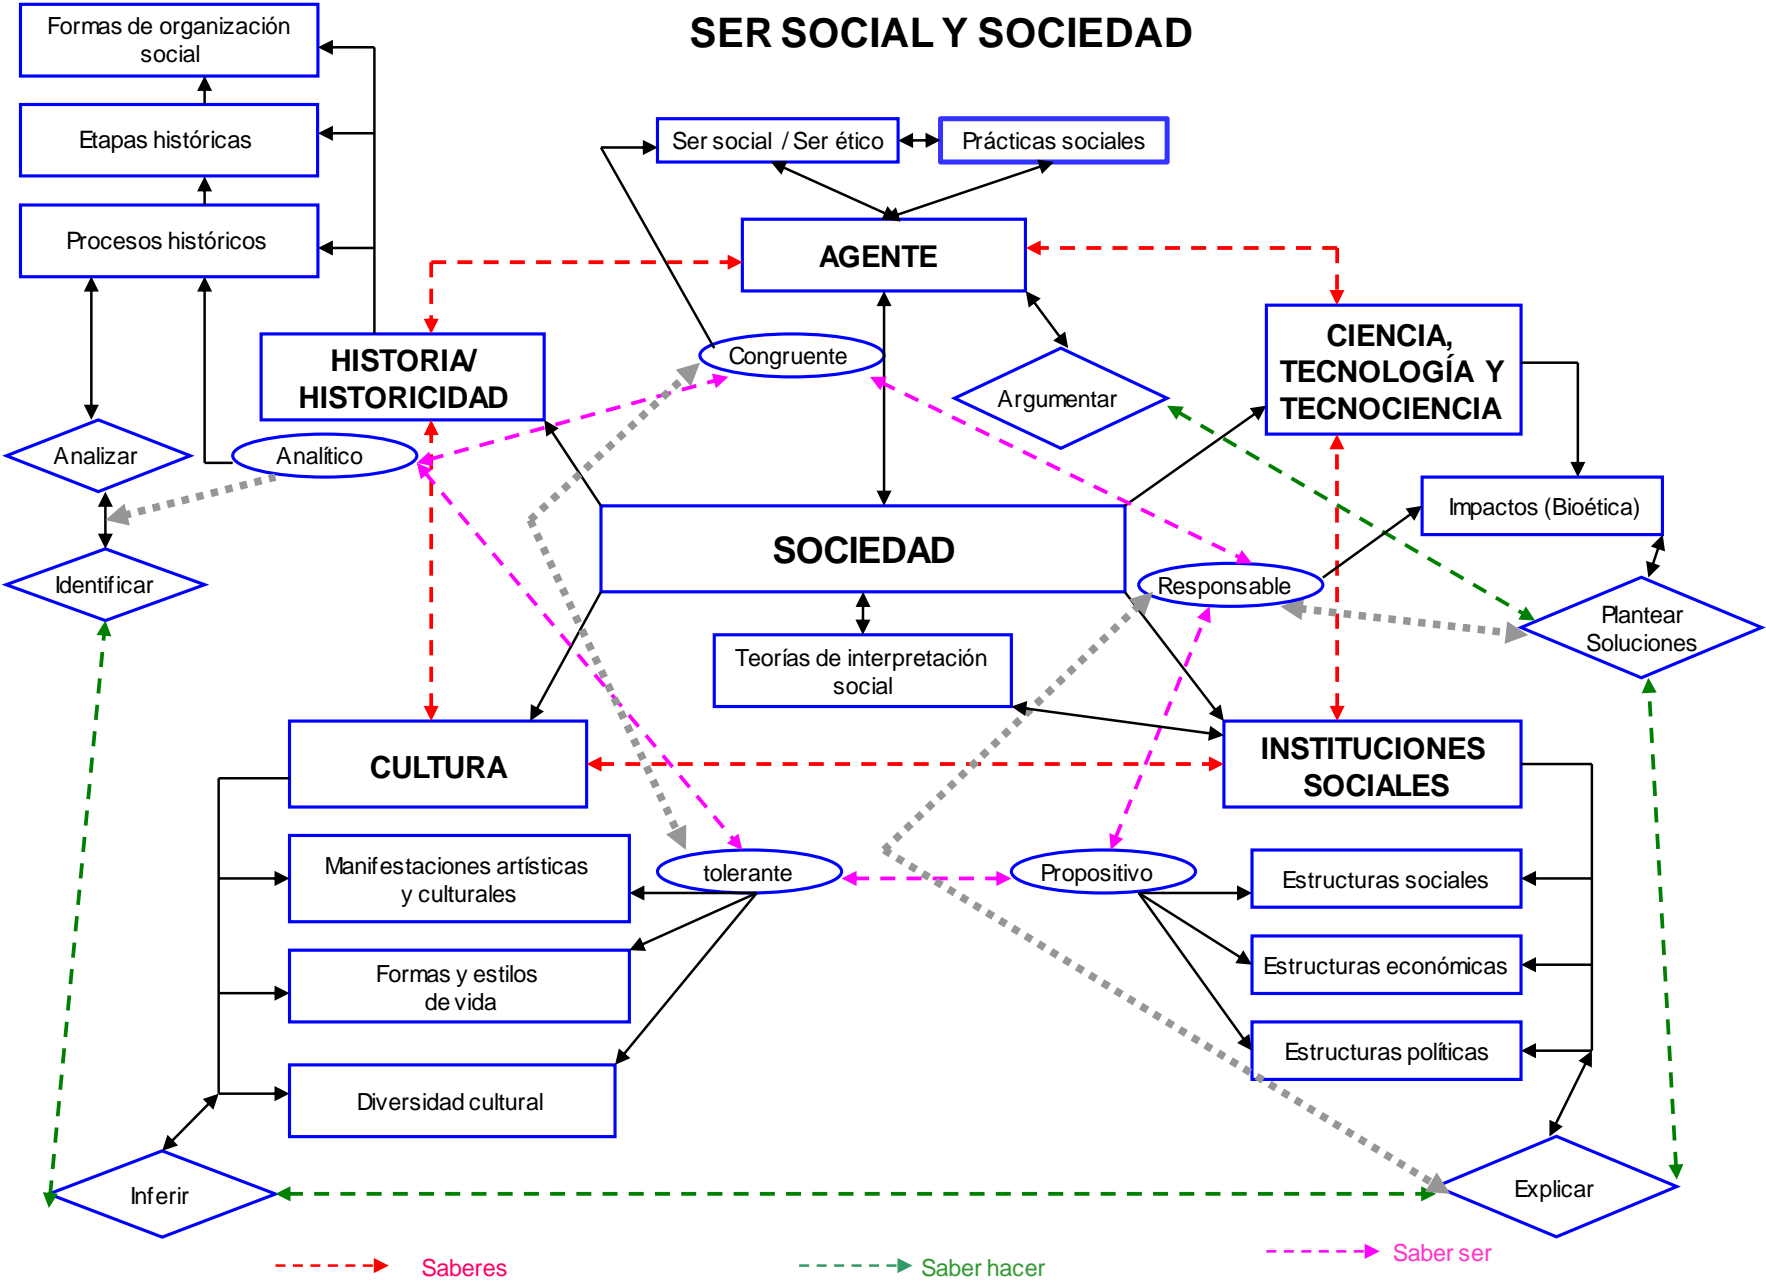 SER SOCIAL Y SOCIEDAD
Formas de organización
social
Etapas históricas
Procesos históricos
Ser social / Ser ético
Prácticas sociales
AGENTE
HISTORIA/
HISTORICIDAD
Congruente
Argumentar
CIENCIA,
TECNOLOGÍA Y
TECNOCIENCIA
Analizar
Analítico
Impactos (Bioética)
SOCIEDAD
Identificar
Responsable
Plantear
Soluciones
Teorías de interpretación
social
CULTURA
INSTITUCIONES
SOCIALES
Manifestaciones artísticas
y culturales
tolerante
Propositivo
Estructuras sociales
Formas y estilos
de vida
Estructuras económicas
Estructuras políticas
Diversidad cultural
Inferir
Explicar
Saberes
Saber hacer
Saber ser